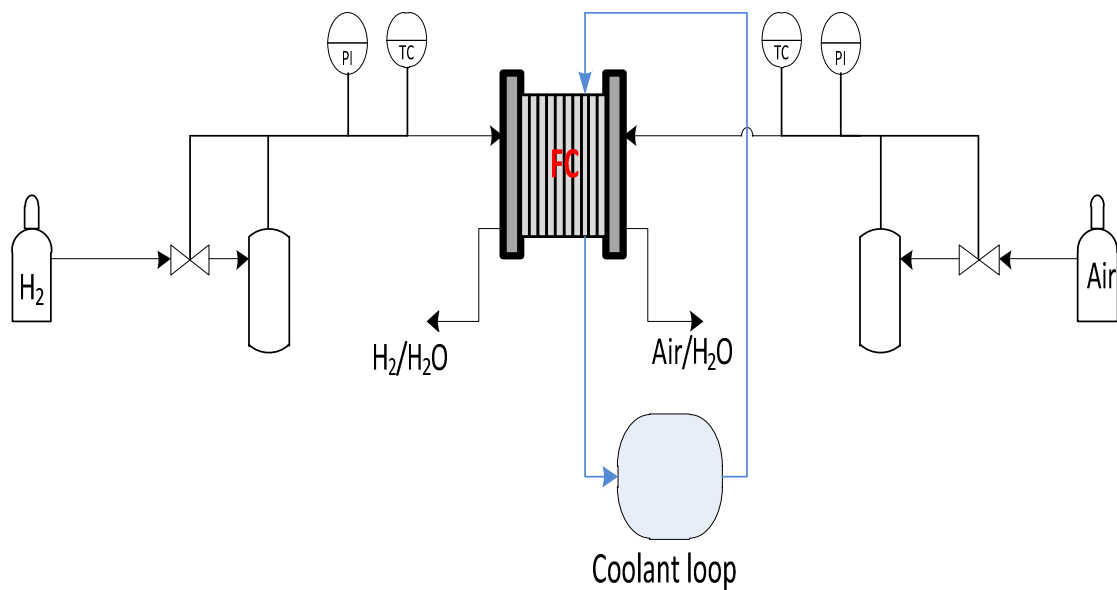 PI
TC
TC
PI
FC
H₂
Air
H₂/H₂O
Air/H₂O
Coolant loop